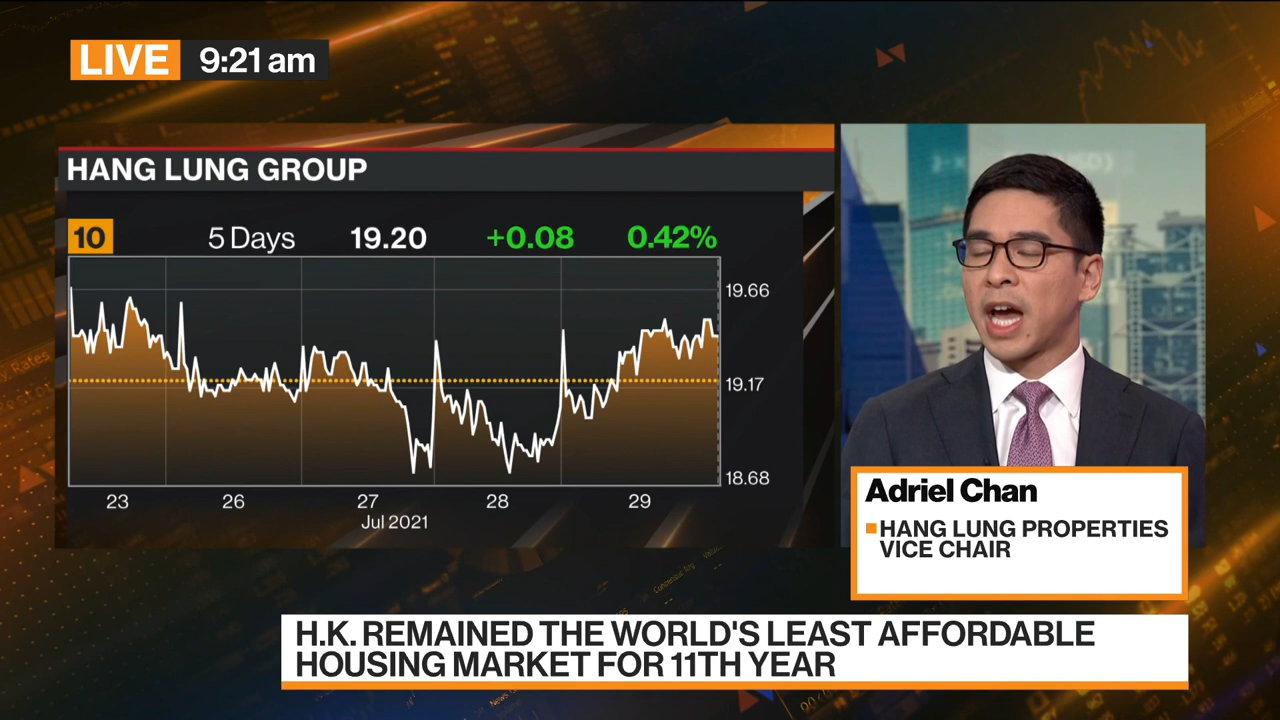 LIVE 9:21 am
HANG LUNG GROUP
10 5 Days 19.20 +0.08 0.42%
19.66
19.17
18.68
23 26 27 28 29
Jul 2021
Adriel Chan
HANG LUNG PROPERTIES
VICE CHAIR
H.K. REMAINED THE WORLD'S LEAST AFFORDABLE
HOUSING MARKET FOR 11TH YEAR